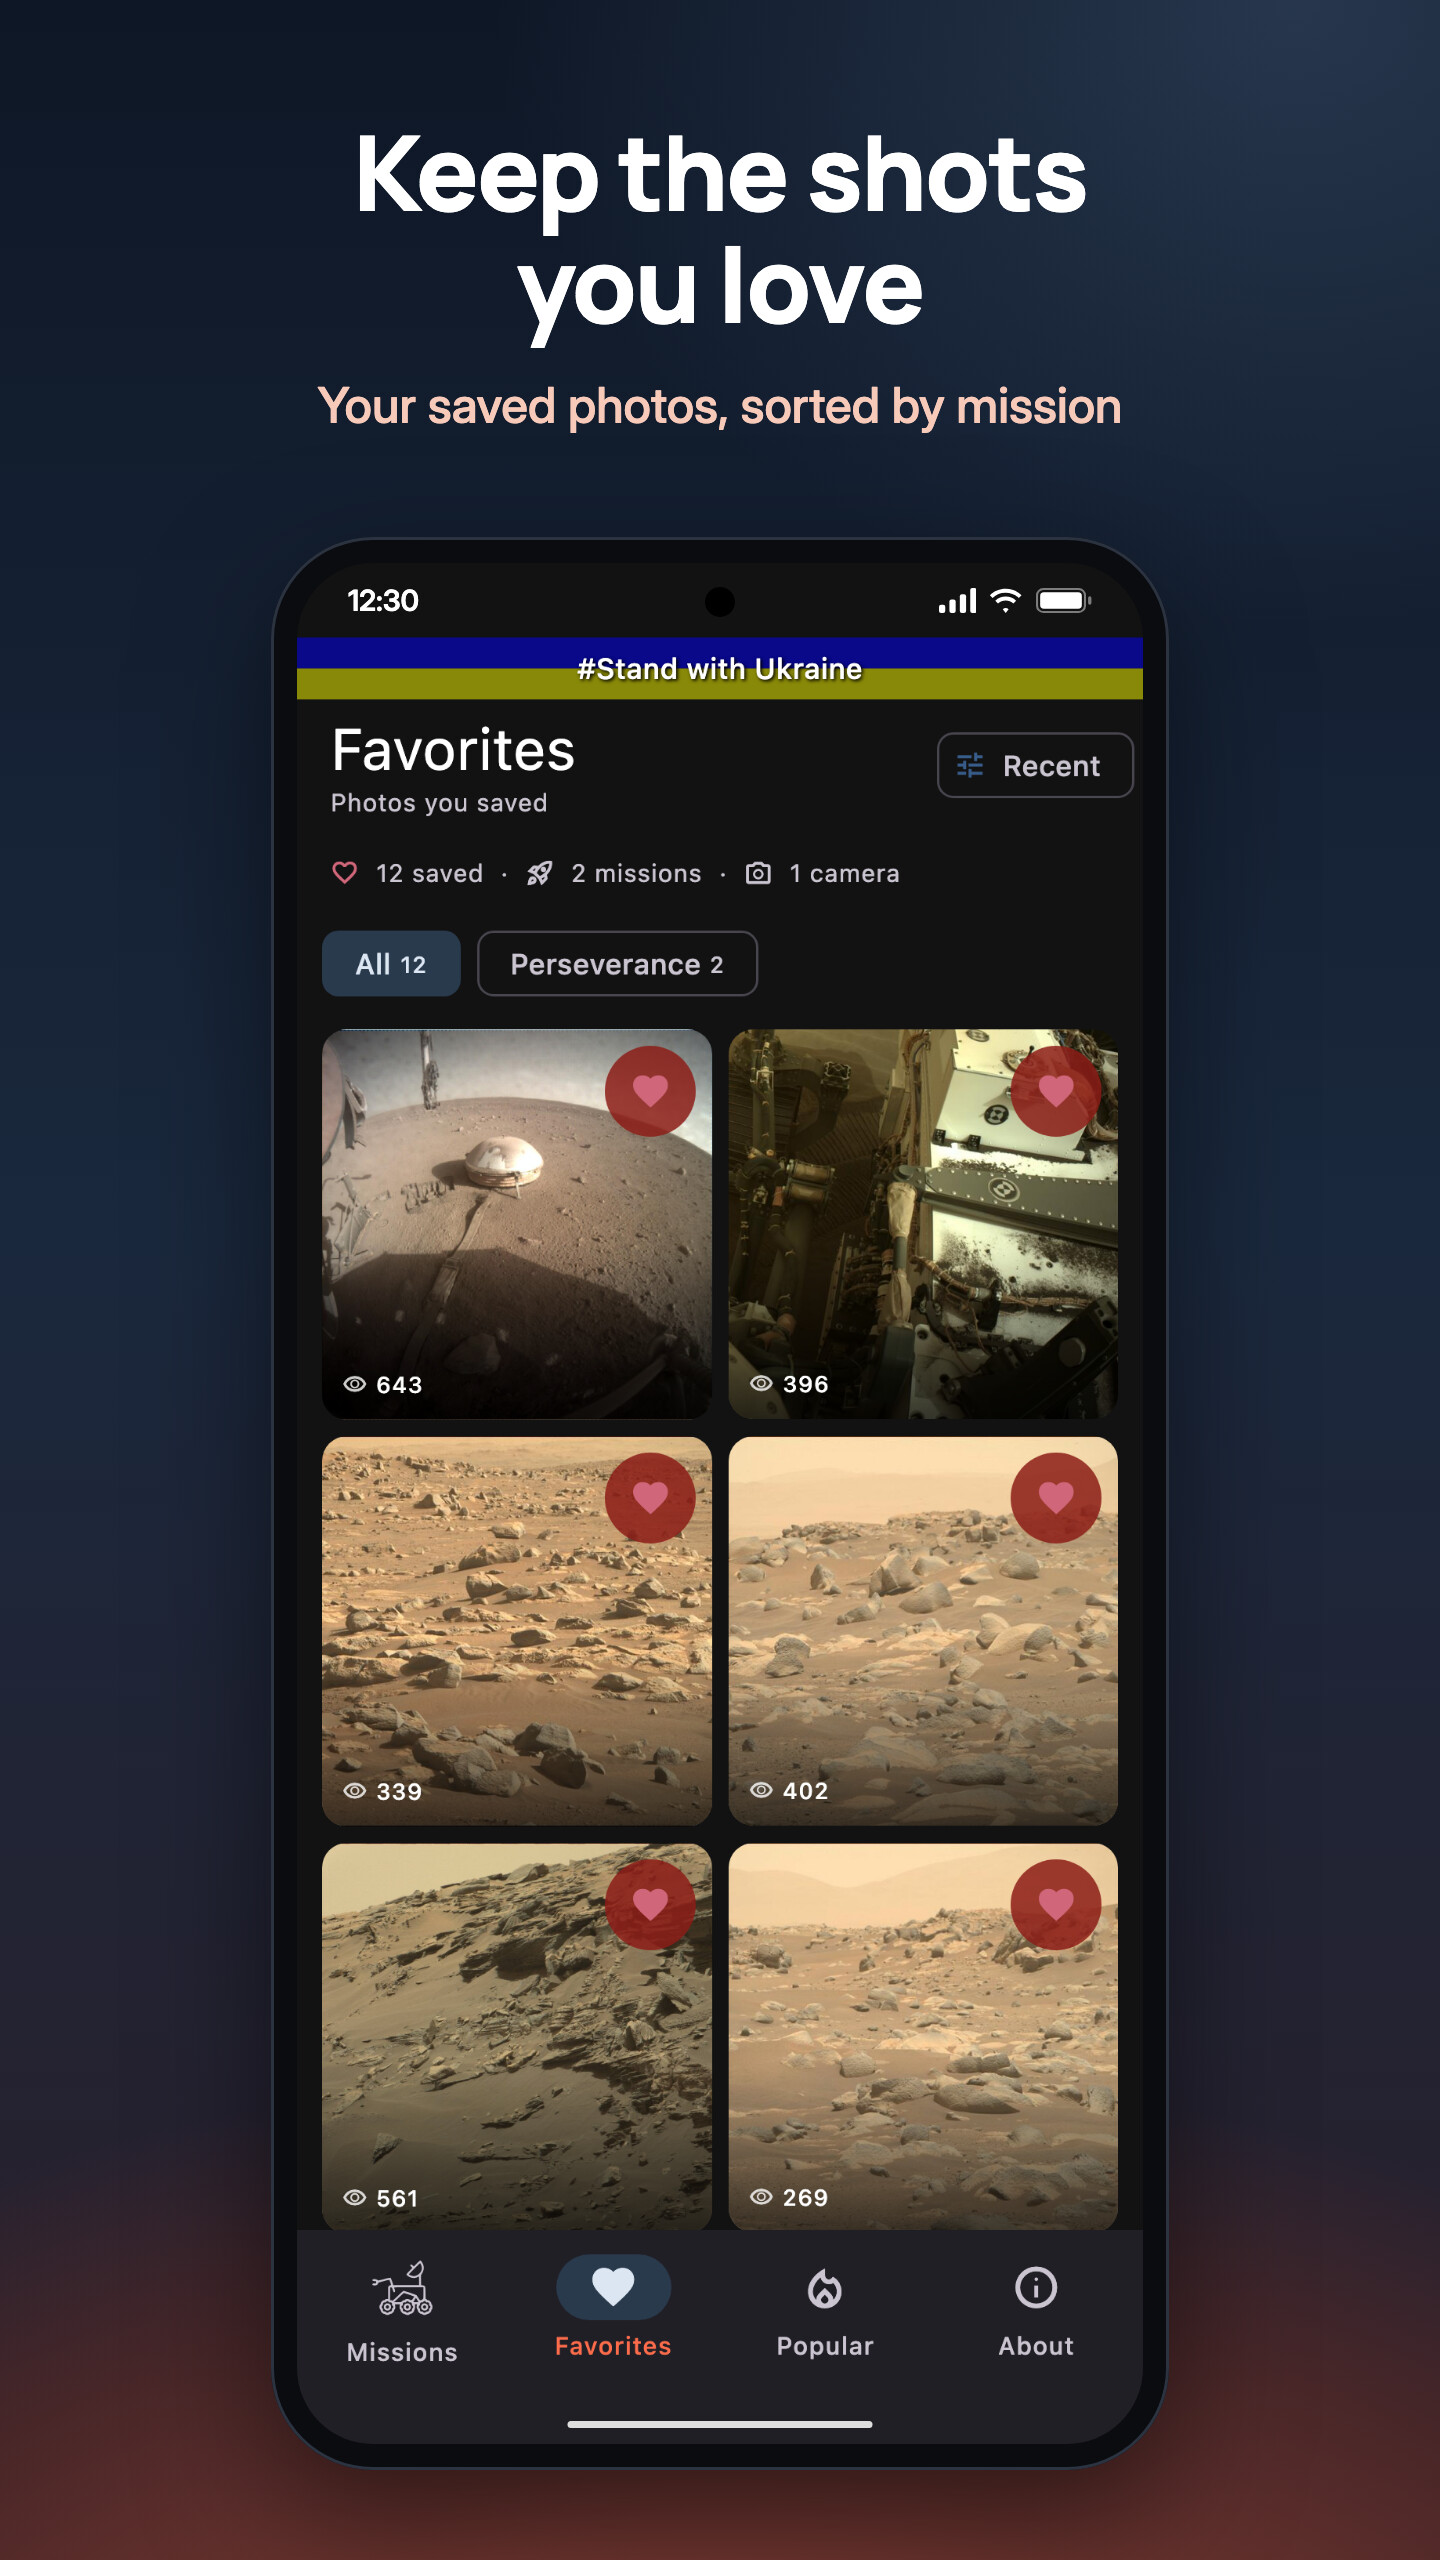 Keep the shots
you love
Your saved photos, sorted by mission
12:30
#Stand with Ukraine
Favorites
Recent
Photos you saved
12 saved · 2 missions · 1 camera
All 12
Perseverance 2
643
396
339
402
561
269
Missions
Favorites
Popular
About